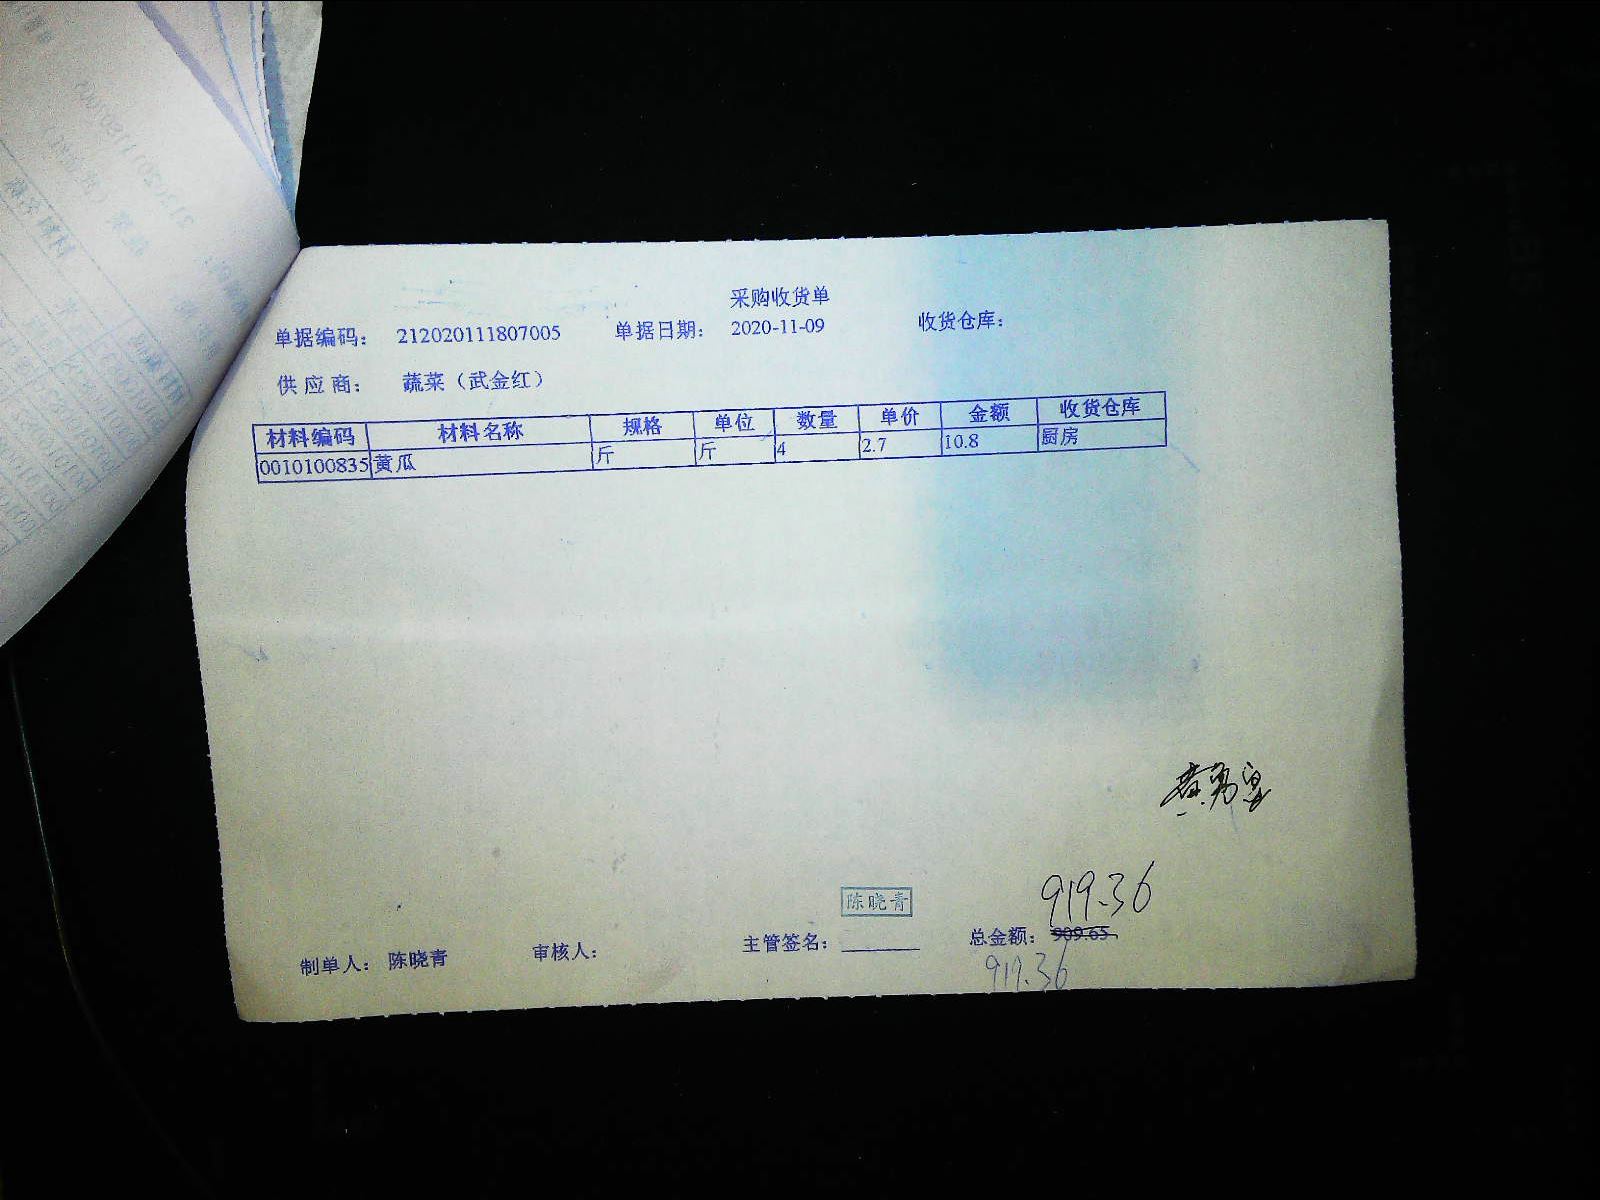 采购收货单
单据编码： 212020111807005 单据日期： 2020-11-09 收货仓库：
供应商： 蔬菜（武金红）
材料编码 材料名称 规格 单位 数量 单价 金额 收货仓库
0010100835 黄瓜 斤 斤 4 2.7 10.8 厨房
919.36
陈晓青
制单人： 陈晓青 审核人： 主管签名： 总金额： 909.65
919.36